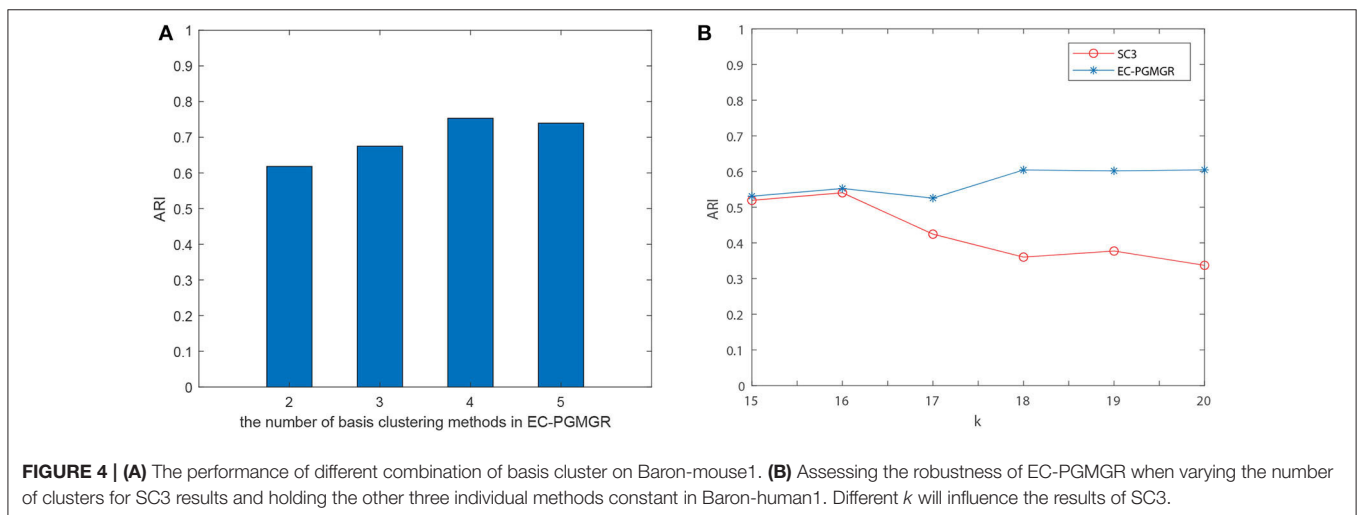 A
1
0.9
0.8
0.7
0.6
0.5
0.4
0.3
0.2
0.1
0
ARI
2 3 4 5
the number of basis clustering methods in EC-PGMGR
B
1
0.9
0.8
0.7
0.6
0.5
0.4
0.3
0.2
0.1
0
ARI
SC3
EC-PGMGR
15 16 17 18 19 20
k
FIGURE 4 | (A) The performance of different combination of basis cluster on Baron-mouse1. (B) Assessing the robustness of EC-PGMGR when varying the number
of clusters for SC3 results and holding the other three individual methods constant in Baron-human1. Different k will influence the results of SC3.